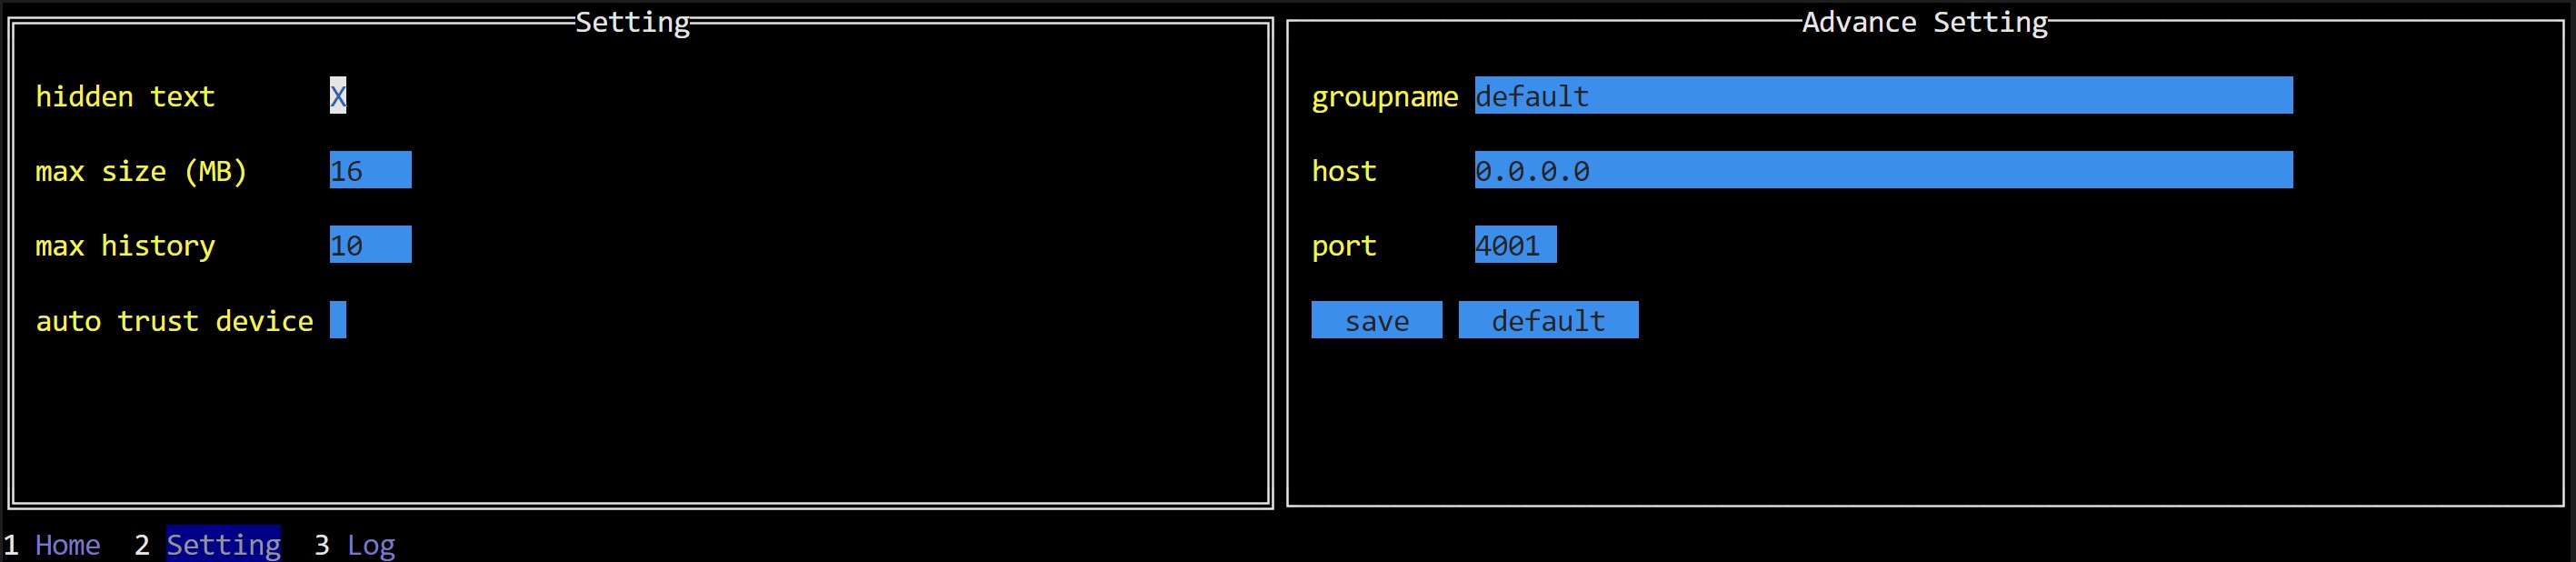 Setting
hidden text X
max size (MB) 16
max history 10
auto trust device
Advance Setting
groupname default
host 0.0.0.0
port 4001
save default
1 Home 2 Setting 3 Log